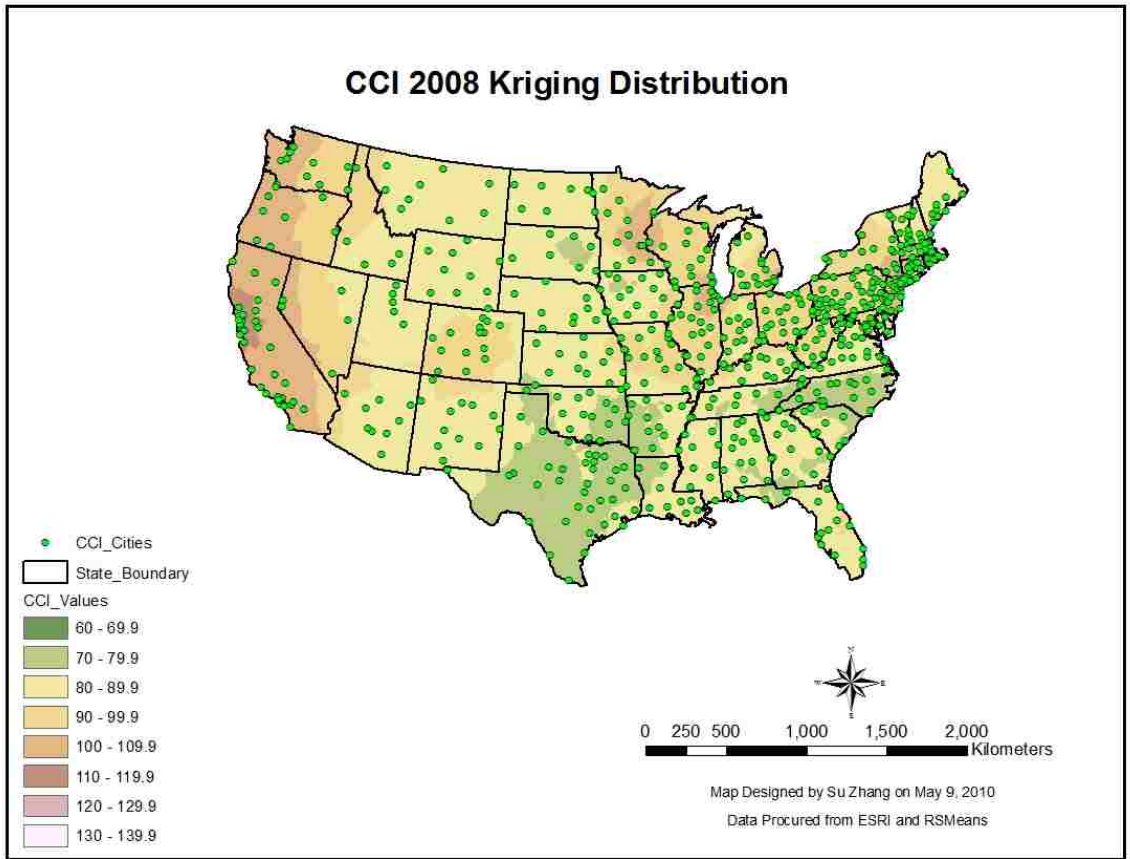 CCI 2008 Kriging Distribution
CCI_Cities
State_Boundary
CCI_Values
60 - 69.9
70 - 79.9
80 - 89.9
90 - 99.9
100 - 109.9
110 - 119.9
120 - 129.9
130 - 139.9
N
W E
S
0 250 500 1,000 1,500 2,000
Kilometers
Map Designed by Su Zhang on May 9, 2010
Data Procured from ESRI and RSMeans